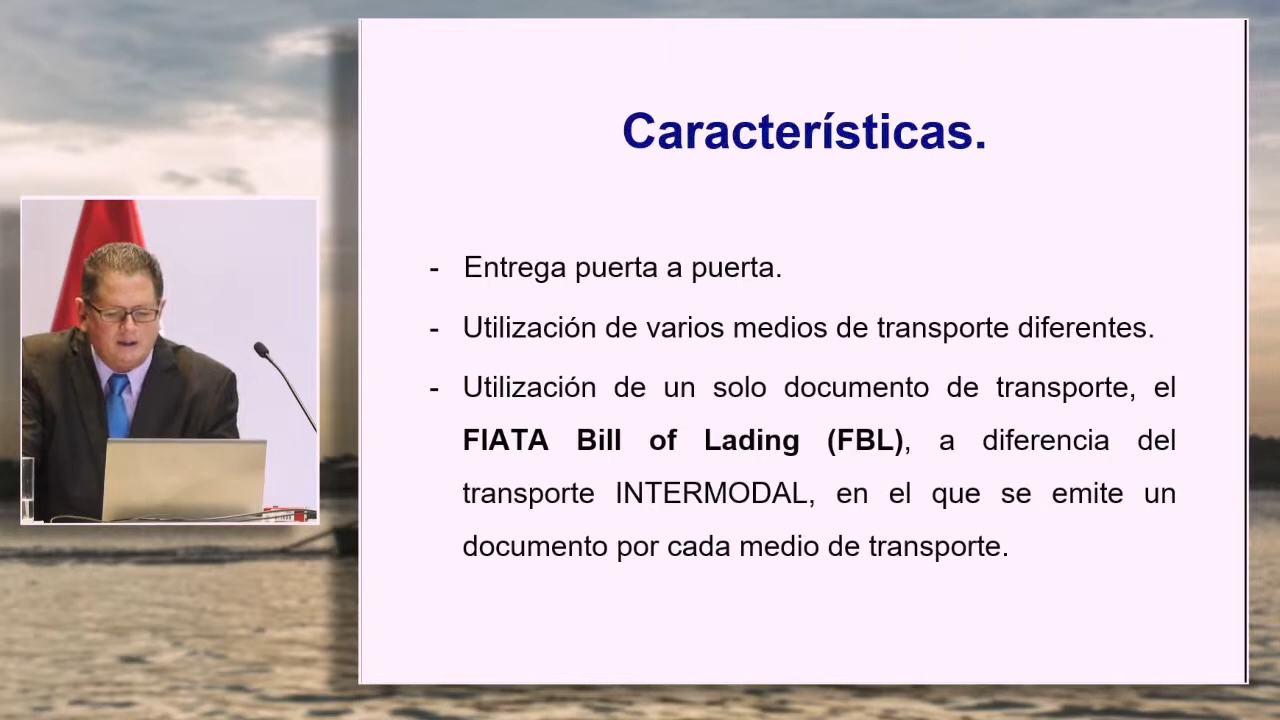 Características.
- Entrega puerta a puerta.
- Utilización de varios medios de transporte diferentes.
- Utilización de un solo documento de transporte, el
FIATA Bill of Lading (FBL), a diferencia del
transporte INTERMODAL, en el que se emite un
documento por cada medio de transporte.